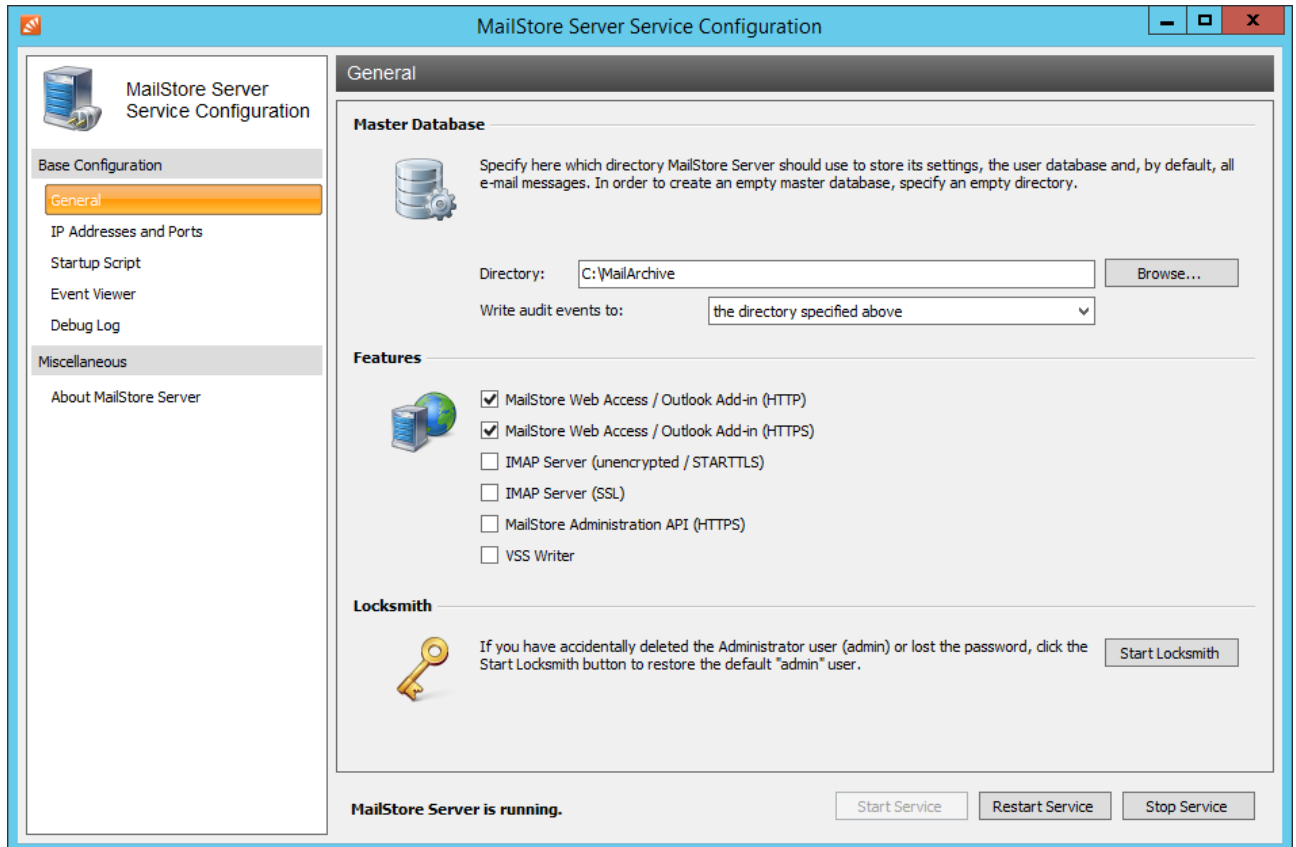 MailStore Server Service Configuration
MailStore Server
Service Configuration
Base Configuration
General
IP Addresses and Ports
Startup Script
Event Viewer
Debug Log
Miscellaneous
About MailStore Server
General
Master Database
Specify here which directory MailStore Server should use to store its settings, the user database and, by default, all
e-mail messages. In order to create an empty master database, specify an empty directory.
Directory: C:\MailArchive Browse...
Write audit events to: the directory specified above
Features
MailStore Web Access / Outlook Add-in (HTTP)
MailStore Web Access / Outlook Add-in (HTTPS)
IMAP Server (unencrypted / STARTTLS)
IMAP Server (SSL)
MailStore Administration API (HTTPS)
VSS Writer
Locksmith
If you have accidentally deleted the Administrator user (admin) or lost the password, click the
Start Locksmith button to restore the default "admin" user.
Start Locksmith
MailStore Server is running. Start Service Restart Service Stop Service